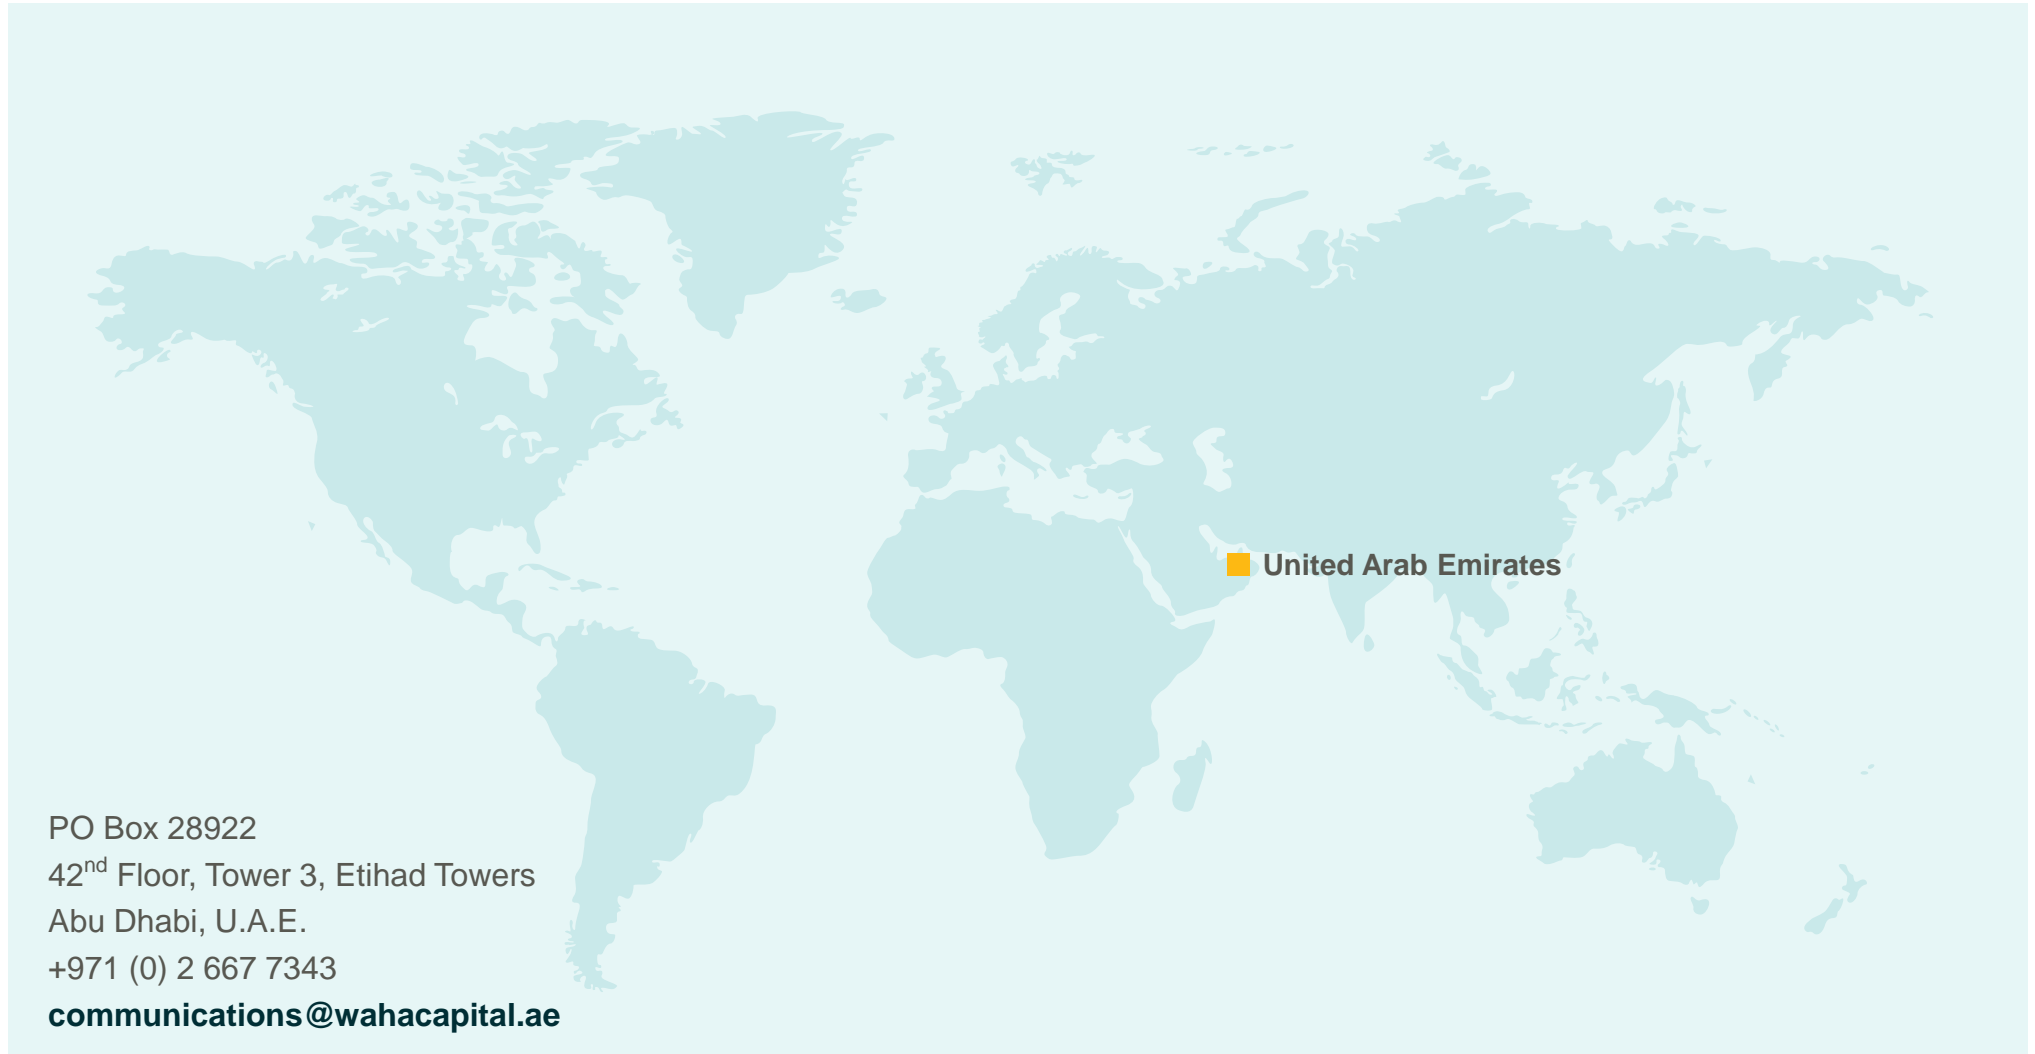 United Arab Emirates
PO Box 28922
42nd Floor, Tower 3, Etihad Towers
Abu Dhabi, U.A.E.
+971 (0) 2 667 7343
communications@wahacapital.ae